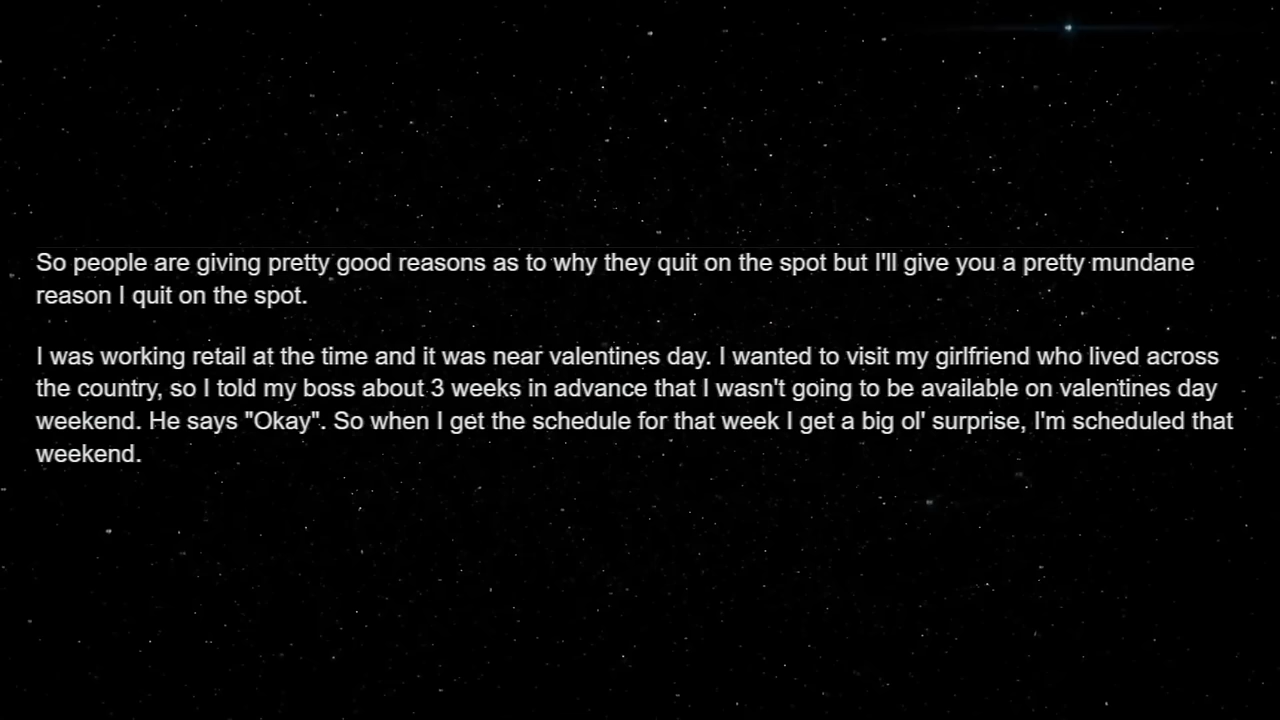 So people are giving pretty good reasons as to why they quit on the spot but I'll give you a pretty mundane
reason I quit on the spot.
I was working retail at the time and it was near valentines day. I wanted to visit my girlfriend who lived across
the country, so I told my boss about 3 weeks in advance that I wasn't going to be available on valentines day
weekend. He says "Okay". So when I get the schedule for that week I get a big ol' surprise, I'm scheduled that
weekend.